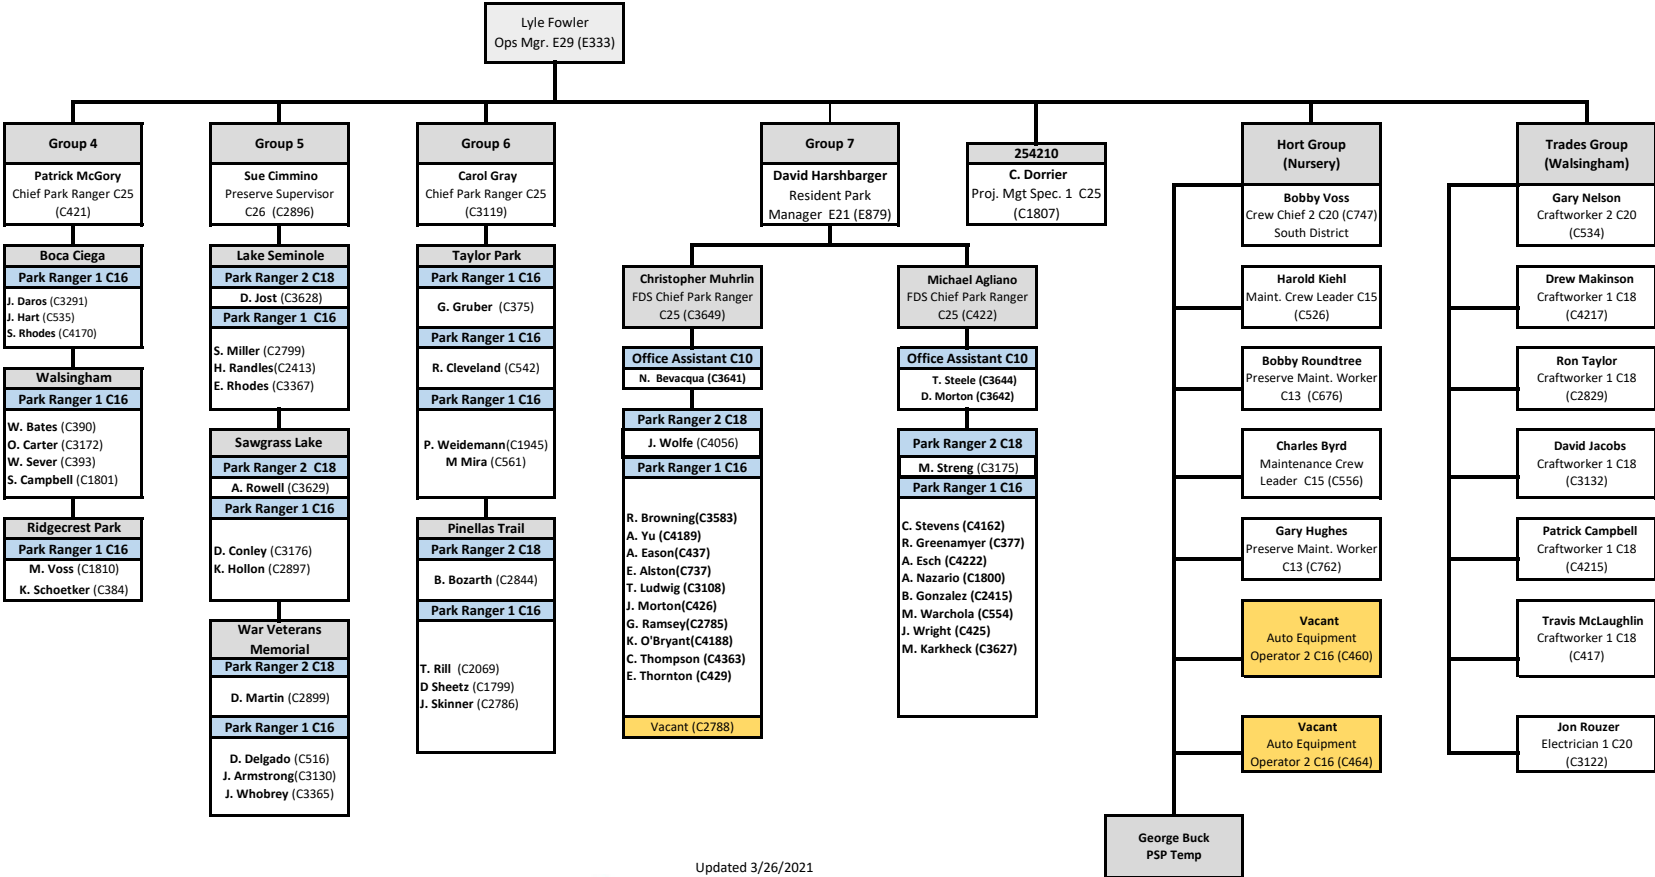 Lyle Fowler
Ops Mgr. E29 (E333)
Group 4
Patrick McGory
Chief Park Ranger C25
(C421)
Boca Ciega
Park Ranger 1 C16
J. Daros (C3291)
J. Hart (C535)
S. Rhodes (C4170)
Walsingham
Park Ranger 1 C16
W. Bates (C390)
O. Carter (C3172)
W. Sever (C393)
S. Campbell (C1801)
Ridgecrest Park
Park Ranger 1 C16
M. Voss (C1810)
K. Schoetker (C384)
Group 5
Sue Cimmino
Preserve Supervisor
C26 (C2896)
Lake Seminole
Park Ranger 2 C18
D. Jost (C3628)
Park Ranger 1 C16
S. Miller (C2799)
H. Randles(C2413)
E. Rhodes (C3367)
Sawgrass Lake
Park Ranger 2 C18
A. Rowell (C3629)
Park Ranger 1 C16
D. Conley (C3176)
K. Hollon (C2897)
War Veterans
Memorial
Park Ranger 2 C18
D. Martin (C2899)
Park Ranger 1 C16
D. Delgado (C516)
J. Armstrong(C3130)
J. Whobrey (C3365)
Group 6
Carol Gray
Chief Park Ranger C25
(C3119)
Taylor Park
Park Ranger 1 C16
G. Gruber (C375)
Park Ranger 1 C16
R. Cleveland (C542)
Park Ranger 1 C16
P. Weidemann(C1945)
M Mira (C561)
Pinellas Trail
Park Ranger 2 C18
B. Bozarth (C2844)
Park Ranger 1 C16
T. Rill (C2069)
D Sheetz (C1799)
J. Skinner (C2786)
Group 7
David Harshbarger
Resident Park
Manager E21 (E879)
Christopher Muhrlin
FDS Chief Park Ranger
C25 (C3649)
Office Assistant C10
N. Bevacqua (C3641)
Park Ranger 2 C18
J. Wolfe (C4056)
Park Ranger 1 C16
R. Browning(C3583)
A. Yu (C4189)
A. Eason(C437)
E. Alston(C737)
T. Ludwig (C3108)
J. Morton(C426)
G. Ramsey(C2785)
K. O'Bryant(C4188)
C. Thompson (C4363)
E. Thornton (C429)
Vacant (C2788)
Michael Agliano
FDS Chief Park Ranger
C25 (C422)
Office Assistant C10
T. Steele (C3644)
D. Morton (C3642)
Park Ranger 2 C18
M. Streng (C3175)
Park Ranger 1 C16
C. Stevens (C4162)
R. Greenamyer (C377)
A. Esch (C4222)
A. Nazario (C1800)
B. Gonzalez (C2415)
M. Warchola (C554)
J. Wright (C425)
M. Karkheck (C3627)
254210
C. Dorrier
Proj. Mgt Spec. 1 C25
(C1807)
Hort Group
(Nursery)
Bobby Voss
Crew Chief 2 C20 (C747)
South District
Harold Kiehl
Maint. Crew Leader C15
(C526)
Bobby Roundtree
Preserve Maint. Worker
C13 (C676)
Charles Byrd
Maintenance Crew
Leader C15 (C556)
Gary Hughes
Preserve Maint. Worker
C13 (C762)
Vacant
Auto Equipment
Operator 2 C16 (C460)
Vacant
Auto Equipment
Operator 2 C16 (C464)
George Buck
PSP Temp
Trades Group
(Walsingham)
Gary Nelson
Craftworker 2 C20
(C534)
Drew Makinson
Craftworker 1 C18
(C4217)
Ron Taylor
Craftworker 1 C18
(C2829)
David Jacobs
Craftworker 1 C18
(C3132)
Patrick Campbell
Craftworker 1 C18
(C4215)
Travis McLaughlin
Craftworker 1 C18
(C417)
Jon Rouzer
Electrician 1 C20
(C3122)
Updated 3/26/2021